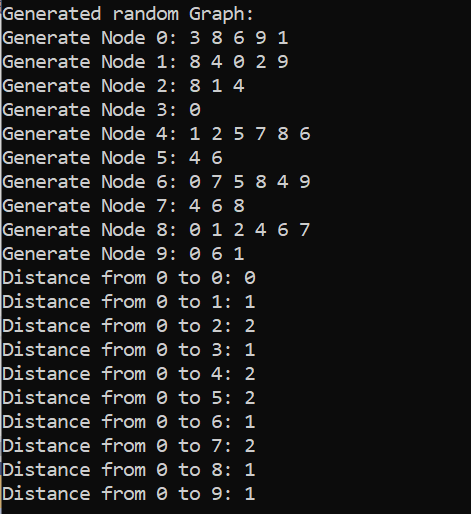 Generated random Graph:
Generate Node 0: 3 8 6 9 1
Generate Node 1: 8 4 0 2 9
Generate Node 2: 8 1 4
Generate Node 3: 0
Generate Node 4: 1 2 5 7 8 6
Generate Node 5: 4 6
Generate Node 6: 0 7 5 8 4 9
Generate Node 7: 4 6 8
Generate Node 8: 0 1 2 4 6 7
Generate Node 9: 0 6 1
Distance from 0 to 0: 0
Distance from 0 to 1: 1
Distance from 0 to 2: 2
Distance from 0 to 3: 1
Distance from 0 to 4: 2
Distance from 0 to 5: 2
Distance from 0 to 6: 1
Distance from 0 to 7: 2
Distance from 0 to 8: 1
Distance from 0 to 9: 1